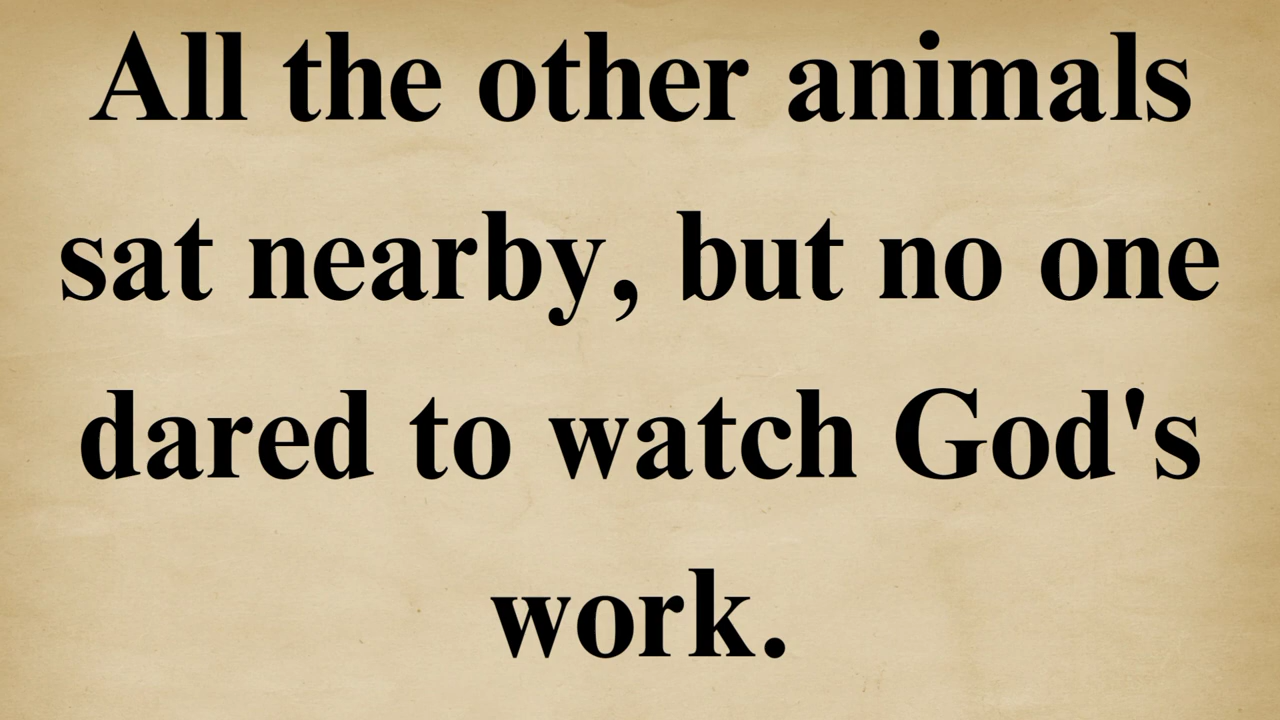 All the other animals
sat nearby, but no one
dared to watch God's
work.